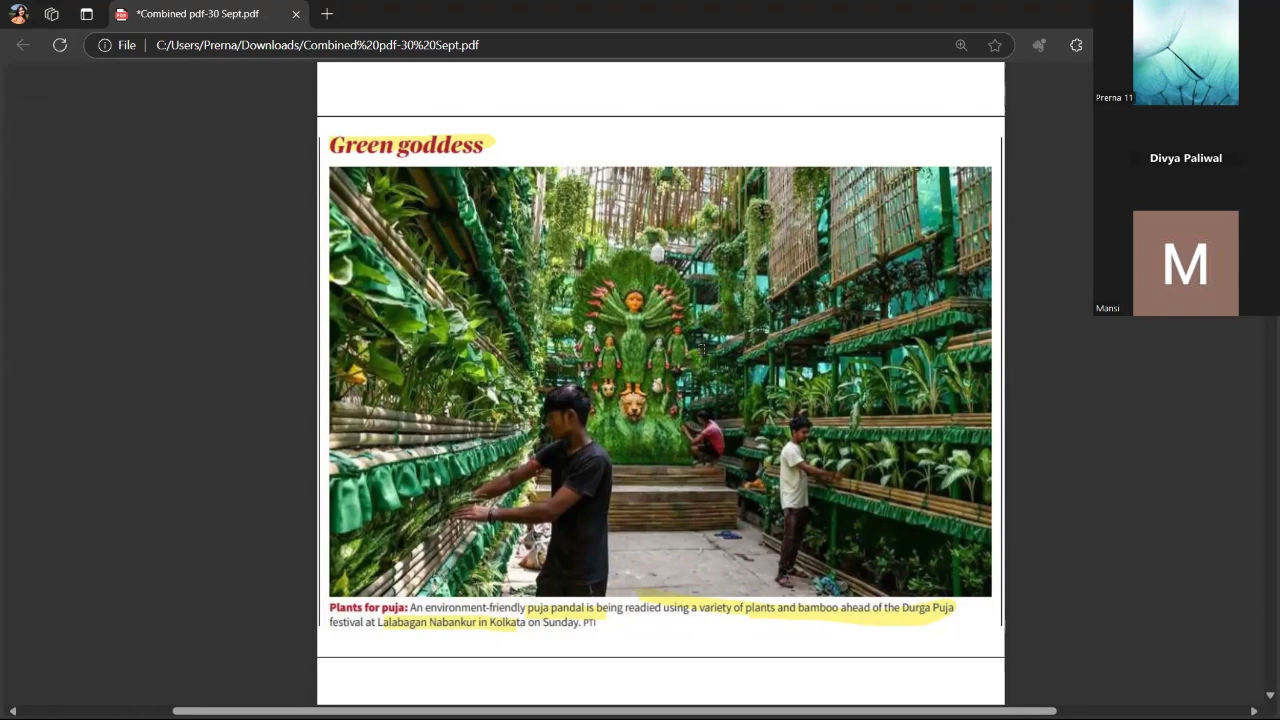 *Combined pdf-30 Sept.pdf
File
C:/Users/Prerna/Downloads/Combined%20pdf-30%20Sept.pdf
Prerna 11
Divya Paliwal
M
Mansi
Green goddess
Plants for puja: An environment-friendly puja pandal is being readied using a variety of plants and bamboo ahead of the Durga Puja
festival at Lalabagan Nabankur in Kolkata on Sunday. PTI